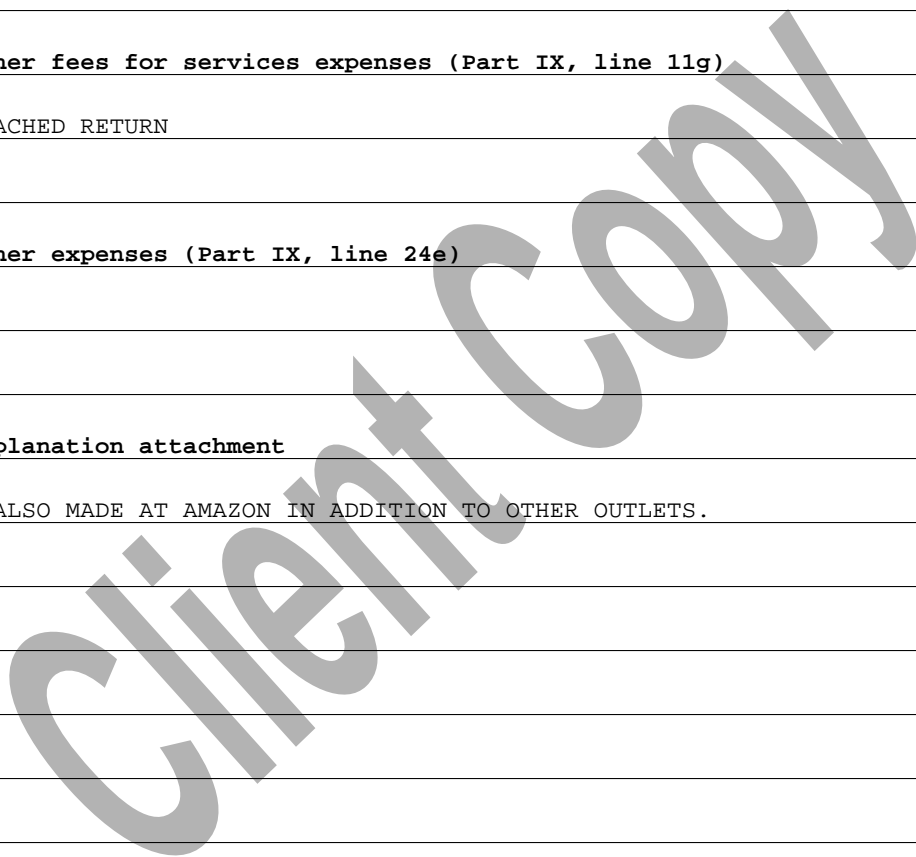 her fees for services expenses (Part IX, line 11g)
ACHED RETURN
her expenses (Part IX, line 24e)
planation attachment
ALSO MADE AT AMAZON IN ADDITION TO OTHER OUTLETS.
Client Copy